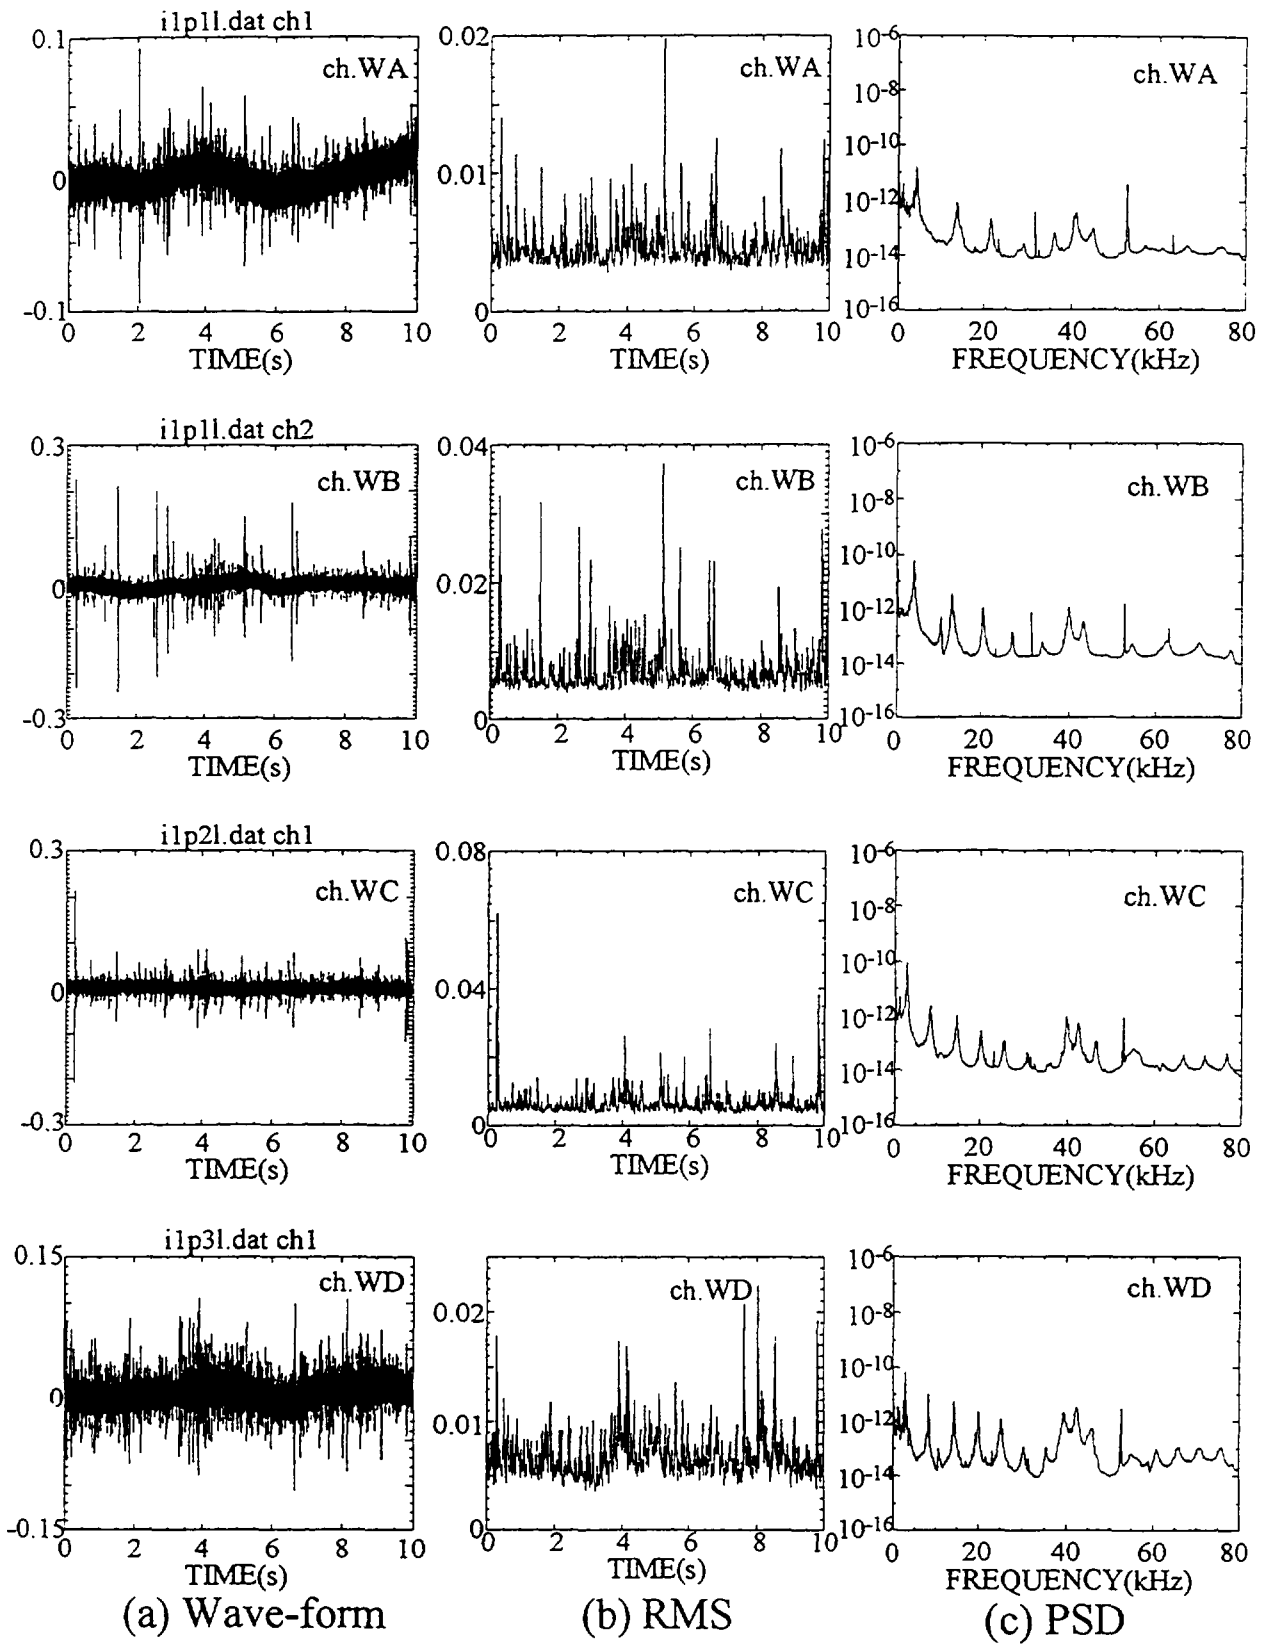 i1p1l.dat ch1
0.1
0
-0.1
ch.WA
0 2 4 6 8 10
TIME(s)
0.02
0.01
0
ch.WA
0 2 4 6 8 10
TIME(s)
10-6
10-8
10-10
10-12
10-14
10-16
ch.WA
0 20 40 60 80
FREQUENCY(kHz)
i1p1l.dat ch2
0.3
0
-0.3
ch.WB
0 2 4 6 8 10
TIME(s)
0.04
0.02
0
ch.WB
0 2 4 6 8 10
TIME(s)
10-6
10-8
10-10
10-12
10-14
10-16
ch.WB
0 20 40 60 80
FREQUENCY(kHz)
i1p2l.dat ch1
0.3
0
-0.3
ch.WC
0 2 4 6 8 10
TIME(s)
0.08
0.04
0
ch.WC
0 2 4 6 8 10
TIME(s)
10-6
10-8
10-10
10-12
10-14
10-16
ch.WC
0 20 40 60 80
FREQUENCY(kHz)
i1p3l.dat ch1
0.15
0
-0.15
ch.WD
0 2 4 6 8 10
TIME(s)
0.02
0.01
0
ch.WD
0 2 4 6 8 10
TIME(s)
10-6
10-8
10-10
10-12
10-14
10-16
ch.WD
0 20 40 60 80
FREQUENCY(kHz)
(a) Wave-form
(b) RMS
(c) PSD